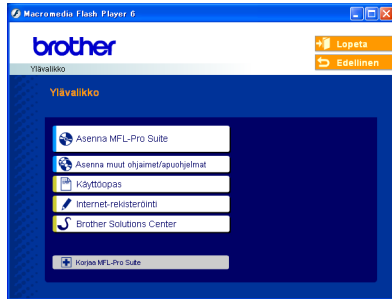 Macromedia Flash Player 6
brother
Lopeta
Edellinen
Ylävalikko
Ylävalikko
Asenna MFL-Pro Suite
Asenna muut ohjaimet/apuohjelmat
Käyttöopas
Internet-rekisteröinti
Brother Solutions Center
Korjaa MFL-Pro Suite